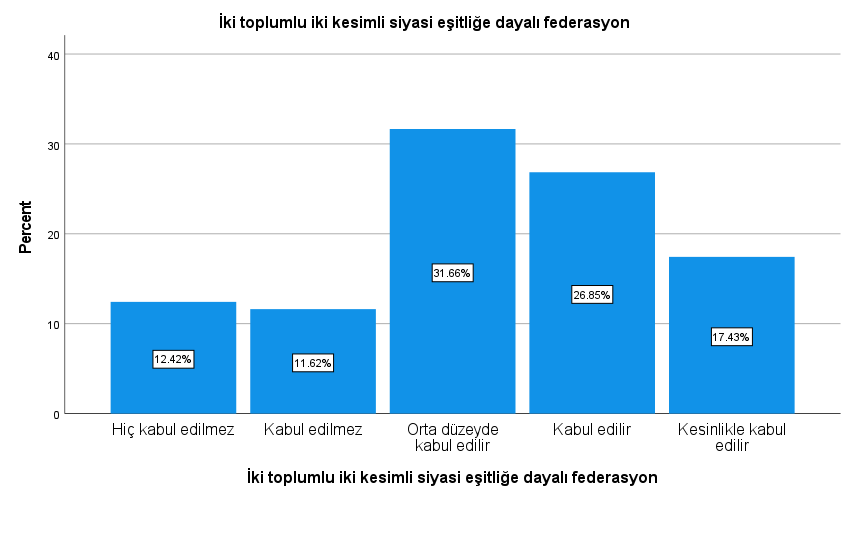 İki toplumlu iki kesimli siyasi eşitliğe dayalı federasyon
40
30
20
10
0
Percent
12.42%
11.62%
31.66%
26.85%
17.43%
Hiç kabul edilmez
Kabul edilmez
Orta düzeyde
kabul edilir
Kabul edilir
Kesinlikle kabul
edilir
İki toplumlu iki kesimli siyasi eşitliğe dayalı federasyon